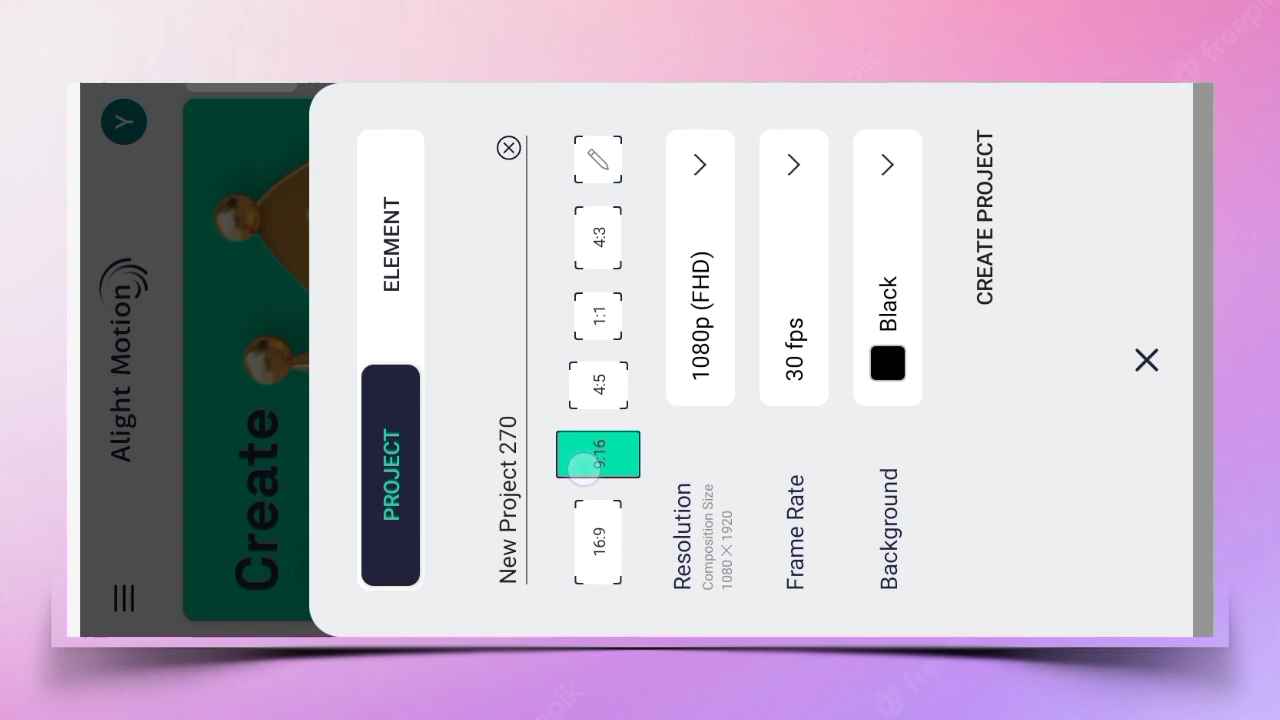 Alight Motion
Y
Create
PROJECT
ELEMENT
New Project 270
16:9
9:16
4:5
1:1
4:3
Resolution
Composition Size
1080 X 1920
1080p (FHD)
Frame Rate
30 fps
Background
Black
CREATE PROJECT
freepik